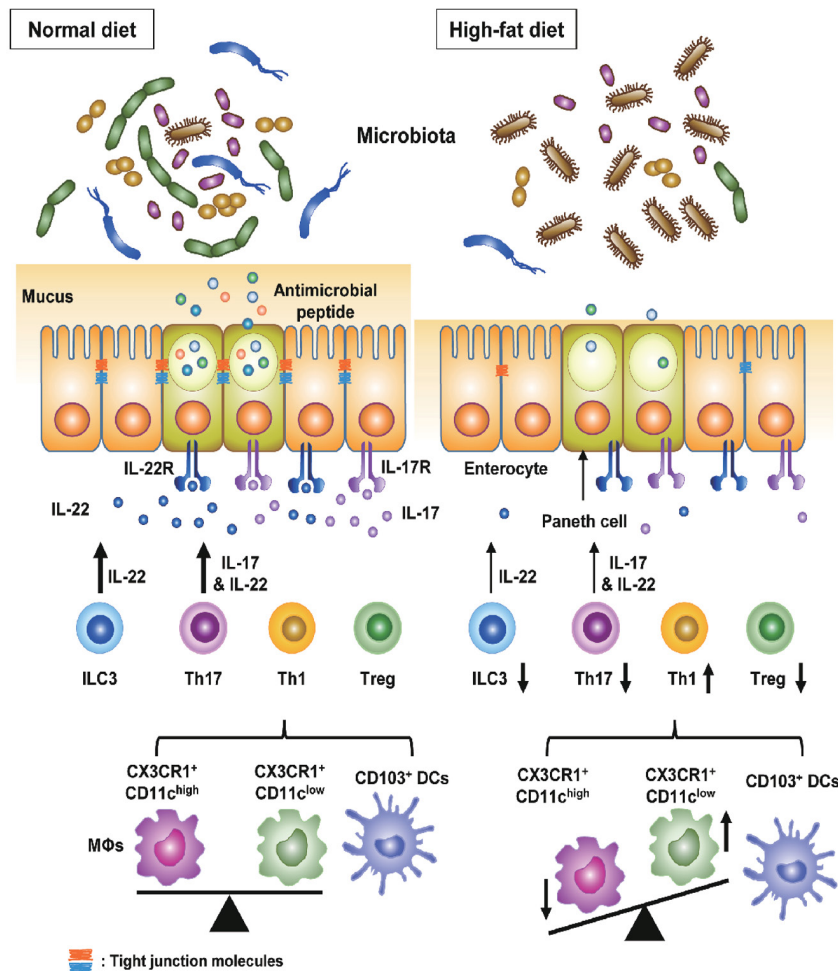 Normal diet
High-fat diet
Microbiota
Mucus
Antimicrobial
peptide
IL-22R
IL-17R
IL-22
IL-17
IL-22
IL-17
& IL-22
ILC3
Th17
Th1
Treg
CX3CR1⁺
CD11cʰⁱᵍʰ
CX3CR1⁺
CD11cˡᵒʷ
CD103⁺ DCs
MΦs
Enterocyte
Paneth cell
IL-22
IL-17
& IL-22
ILC3
Th17
Th1
Treg
CX3CR1⁺
CD11cʰⁱᵍʰ
CX3CR1⁺
CD11cˡᵒʷ
CD103⁺ DCs
: Tight junction molecules